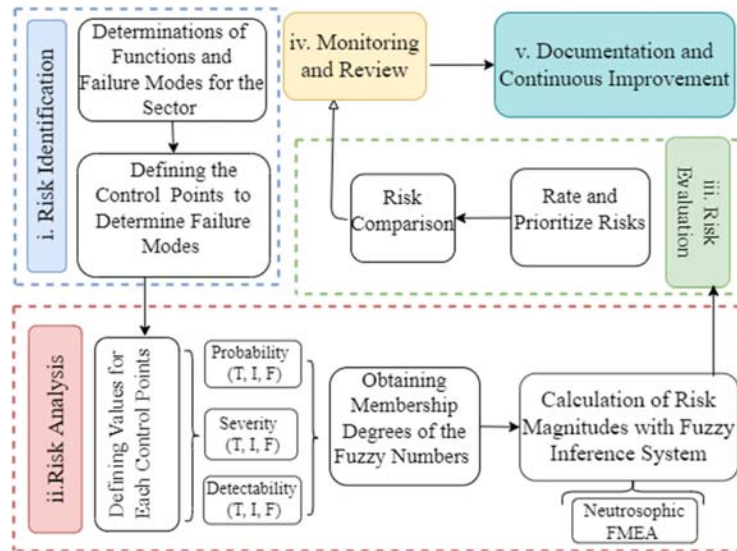 i. Risk Identification
Determinations of
Functions and
Failure Modes for the
Sector
Defining the
Control Points to
Determine Failure
Modes
ii.Risk Analysis
Defining Values for
Each Control Points
Probability
(T, I, F)
Severity
(T, I, F)
Detectability
(T, I, F)
Obtaining
Membership
Degrees of the
Fuzzy Numbers
Calculation of Risk
Magnitudes with Fuzzy
Inference System
Neutrosophic
FMEA
iii. Risk
Evaluation
Rate and
Prioritize Risks
Risk
Comparison
iv. Monitoring
and Review
v. Documentation and
Continuous Improvement